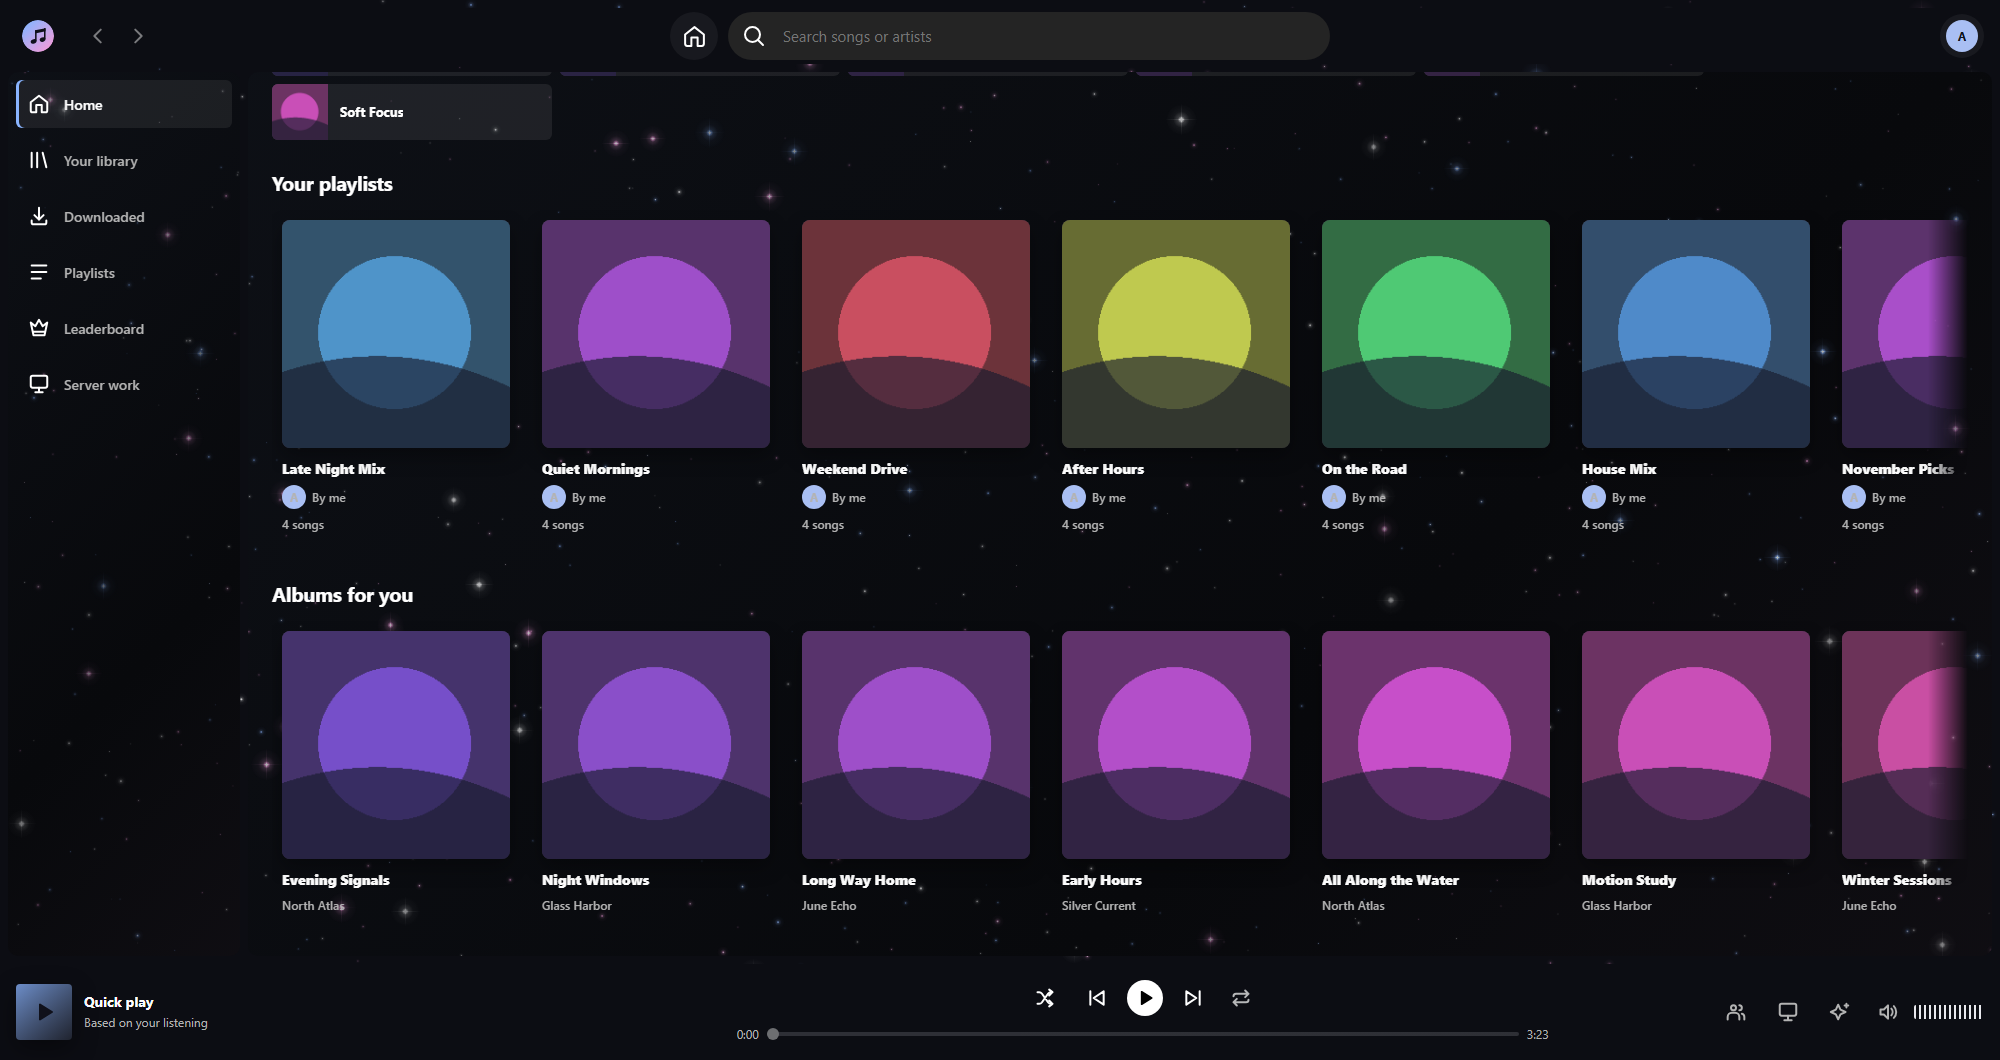 Search songs or artists
A
Home
Your library
Downloaded
Playlists
Leaderboard
Server work
Soft Focus
Your playlists
Late Night Mix
A By me
4 songs
Quiet Mornings
A By me
4 songs
Weekend Drive
A By me
4 songs
After Hours
A By me
4 songs
On the Road
A By me
4 songs
House Mix
A By me
4 songs
November Picks
A By me
4 songs
Albums for you
Evening Signals
North Atlas
Night Windows
Glass Harbor
Long Way Home
June Echo
Early Hours
Silver Current
All Along the Water
North Atlas
Motion Study
Glass Harbor
Winter Sessions
June Echo
Quick play
Based on your listening
0:00
3:23